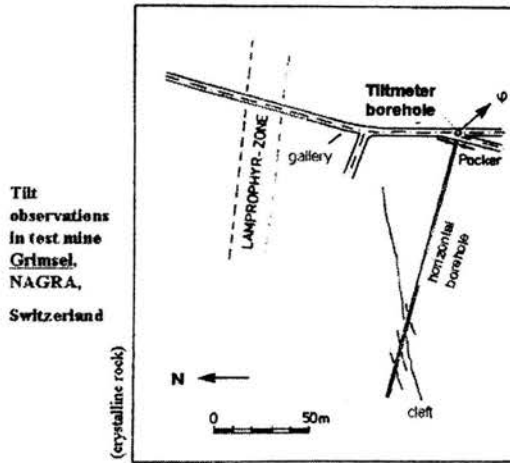 Tilt
observations
in test mine
Grimsel,
NAGRA,
Switzerland
(crystalline rock)
LAMPROPHYR-ZONE
gallery
Tiltmeter
borehole
φ
Packer
horizontal
borehole
cleft
N
0 50m